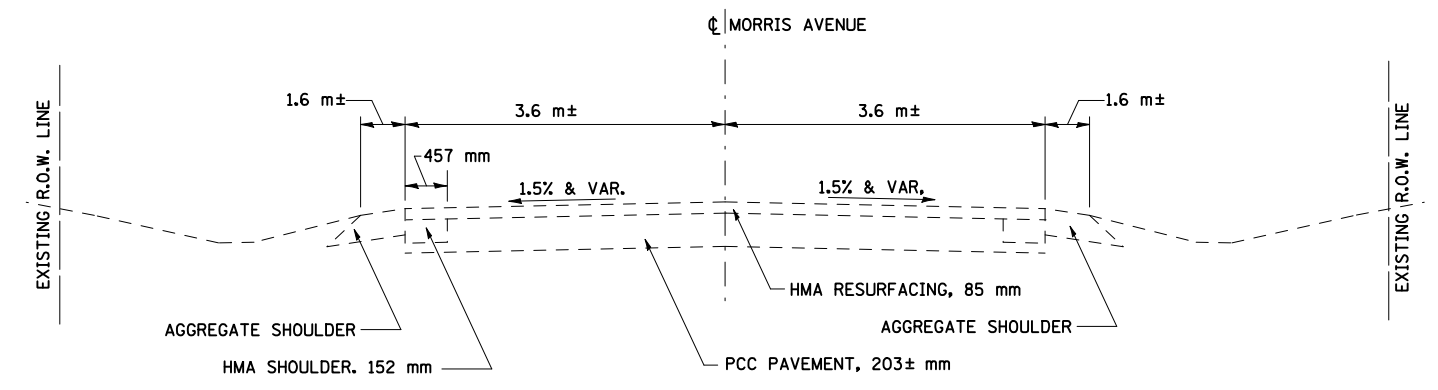 ℄ MORRIS AVENUE
1.6 m±
3.6 m±
3.6 m±
1.6 m±
457 mm
1.5% & VAR.
1.5% & VAR,
EXISTING R.O.W. LINE
EXISTING R.O.W. LINE
HMA RESURFACING, 85 mm
AGGREGATE SHOULDER
AGGREGATE SHOULDER
HMA SHOULDER. 152 mm
PCC PAVEMENT, 203± mm